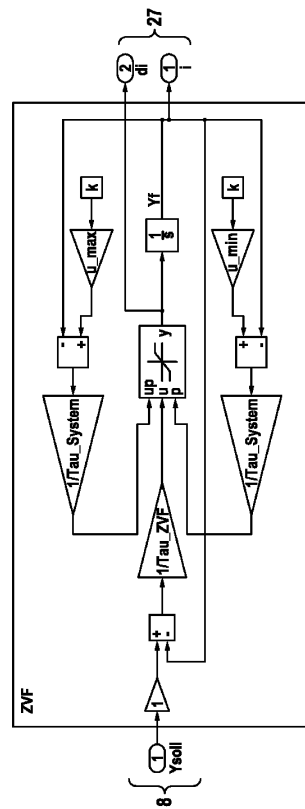 ZVF
8
1
Ysoll
1
+
-
1/Tau_ZVF
1/Tau_System
-
+
u_max
k
up
u
p
y
1
s
Yf
1/Tau_System
+
-
u_min
k
2
di
1
i
27